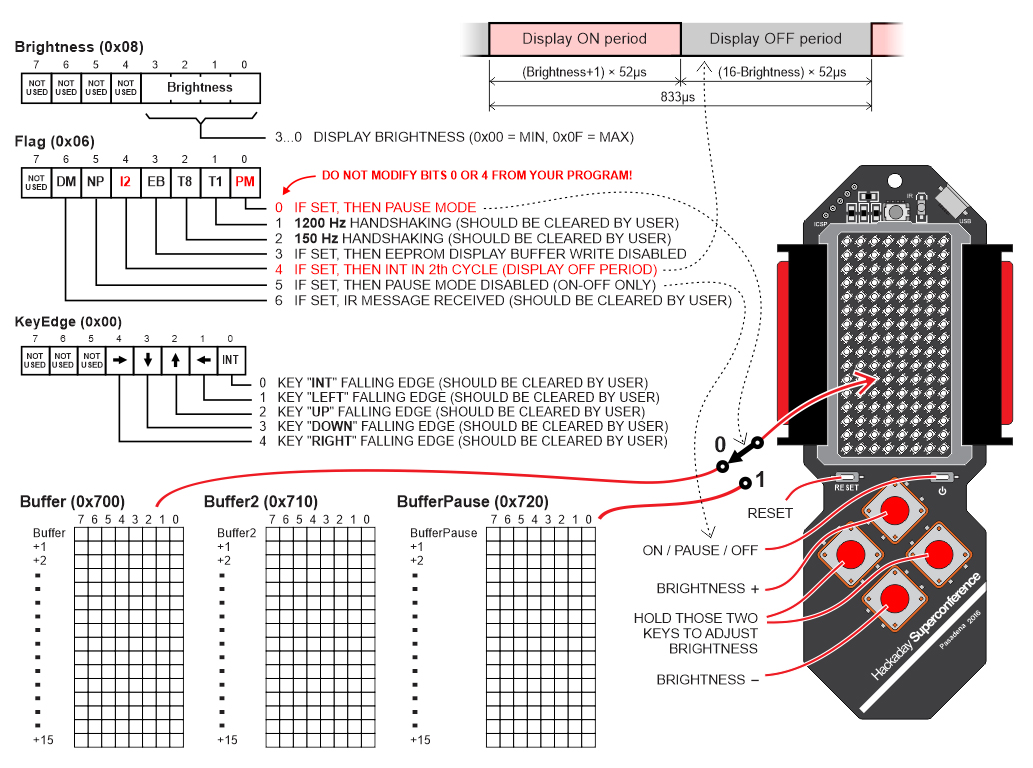 Display ON period
Display OFF period
(Brightness+1) × 52µs
(16-Brightness) × 52µs
833µs
Brightness (0x08)
7 6 5 4 3 2 1 0
NOT USED NOT USED NOT USED NOT USED Brightness
3...0 DISPLAY BRIGHTNESS (0x00 = MIN, 0x0F = MAX)
Flag (0x06)
7 6 5 4 3 2 1 0
NOT USED DM NP I2 EB T8 T1 PM
DO NOT MODIFY BITS 0 OR 4 FROM YOUR PROGRAM!
0 IF SET, THEN PAUSE MODE
1 1200 Hz HANDSHAKING (SHOULD BE CLEARED BY USER)
2 150 Hz HANDSHAKING (SHOULD BE CLEARED BY USER)
3 IF SET, THEN EEPROM DISPLAY BUFFER WRITE DISABLED
4 IF SET, THEN INT IN 2th CYCLE (DISPLAY OFF PERIOD)
5 IF SET, THEN PAUSE MODE DISABLED (ON-OFF ONLY)
6 IF SET, IR MESSAGE RECEIVED (SHOULD BE CLEARED BY USER)
KeyEdge (0x00)
7 6 5 4 3 2 1 0
NOT USED NOT USED NOT USED → ↓ ↑ ← INT
0 KEY "INT" FALLING EDGE (SHOULD BE CLEARED BY USER)
1 KEY "LEFT" FALLING EDGE (SHOULD BE CLEARED BY USER)
2 KEY "UP" FALLING EDGE (SHOULD BE CLEARED BY USER)
3 KEY "DOWN" FALLING EDGE (SHOULD BE CLEARED BY USER)
4 KEY "RIGHT" FALLING EDGE (SHOULD BE CLEARED BY USER)
0
1
Buffer (0x700)
7 6 5 4 3 2 1 0
Buffer
+1
+2
+15
Buffer2 (0x710)
7 6 5 4 3 2 1 0
Buffer2
+1
+2
+15
BufferPause (0x720)
7 6 5 4 3 2 1 0
BufferPause
+1
+2
+15
ICSP
IR
USB
RESET
RESET
ON / PAUSE / OFF
BRIGHTNESS +
HOLD THOSE TWO
KEYS TO ADJUST
BRIGHTNESS
BRIGHTNESS −
Hackaday Superconference
Pasadena 2016